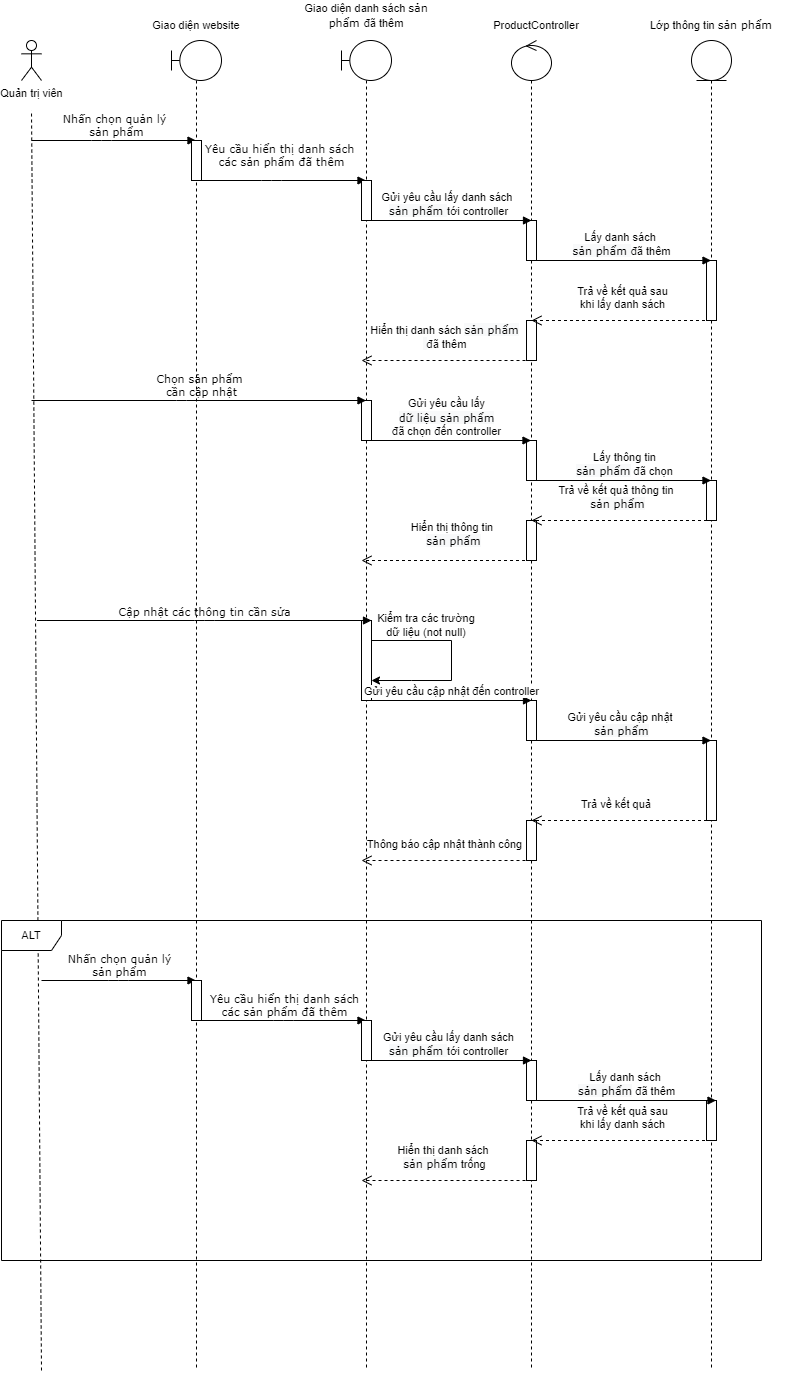 Giao diện website
Giao diện danh sách sản
phẩm đã thêm
ProductController
Lớp thông tin sản phẩm
Quản trị viên
Nhấn chọn quản lý
sản phẩm
Yêu cầu hiển thị danh sách
các sản phẩm đã thêm
Gửi yêu cầu lấy danh sách
sản phẩm tới controller
Lấy danh sách
sản phẩm đã thêm
Trả về kết quả sau
khi lấy danh sách
Hiển thị danh sách sản phẩm
đã thêm
Chọn sản phẩm
cần cập nhật
Gửi yêu cầu lấy
dữ liệu sản phẩm
đã chọn đến controller
Lấy thông tin
sản phẩm đã chọn
Trả về kết quả thông tin
sản phẩm
Hiển thị thông tin
sản phẩm
Cập nhật các thông tin cần sửa
Kiểm tra các trường
dữ liệu (not null)
Gửi yêu cầu cập nhật đến controller
Gửi yêu cầu cập nhật
sản phẩm
Trả về kết quả
Thông báo cập nhật thành công
ALT
Nhấn chọn quản lý
sản phẩm
Yêu cầu hiển thị danh sách
các sản phẩm đã thêm
Gửi yêu cầu lấy danh sách
sản phẩm tới controller
Lấy danh sách
sản phẩm đã thêm
Trả về kết quả sau
khi lấy danh sách
Hiển thị danh sách
sản phẩm trống